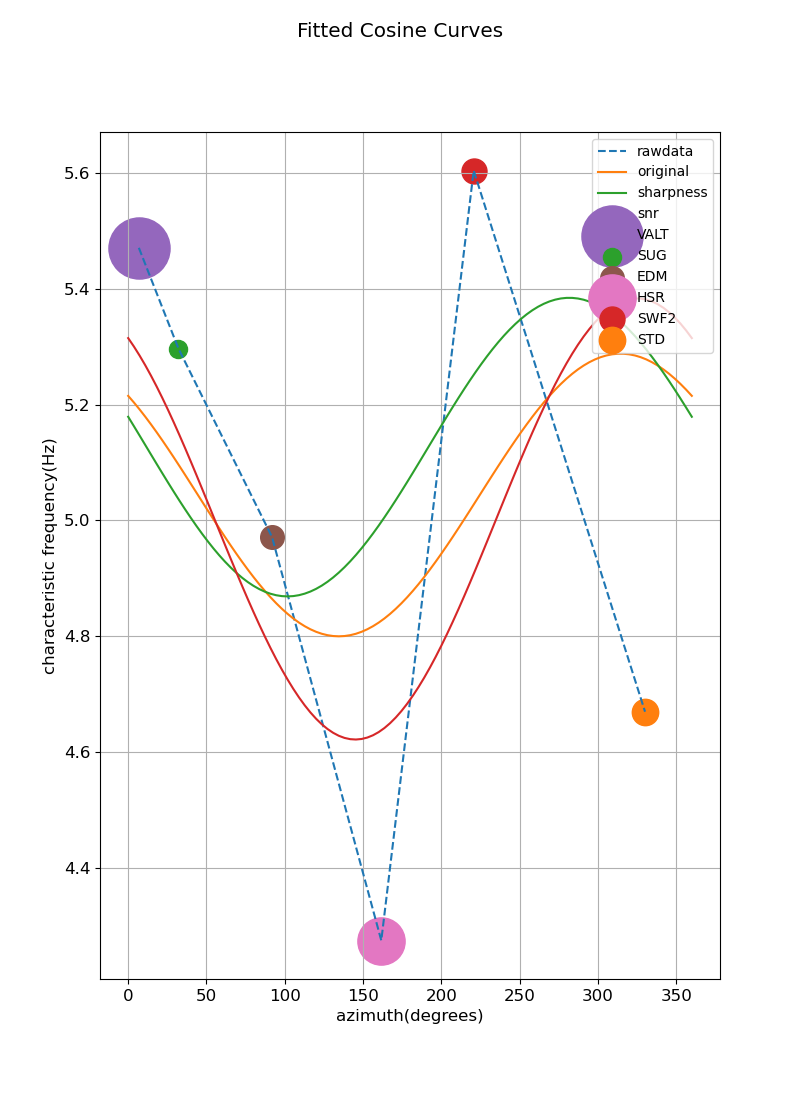 Fitted Cosine Curves
rawdata
original
sharpness
snr
VALT
SUG
EDM
HSR
SWF2
STD
characteristic frequency(Hz)
5.6
5.4
5.2
5.0
4.8
4.6
4.4
0 50 100 150 200 250 300 350
azimuth(degrees)